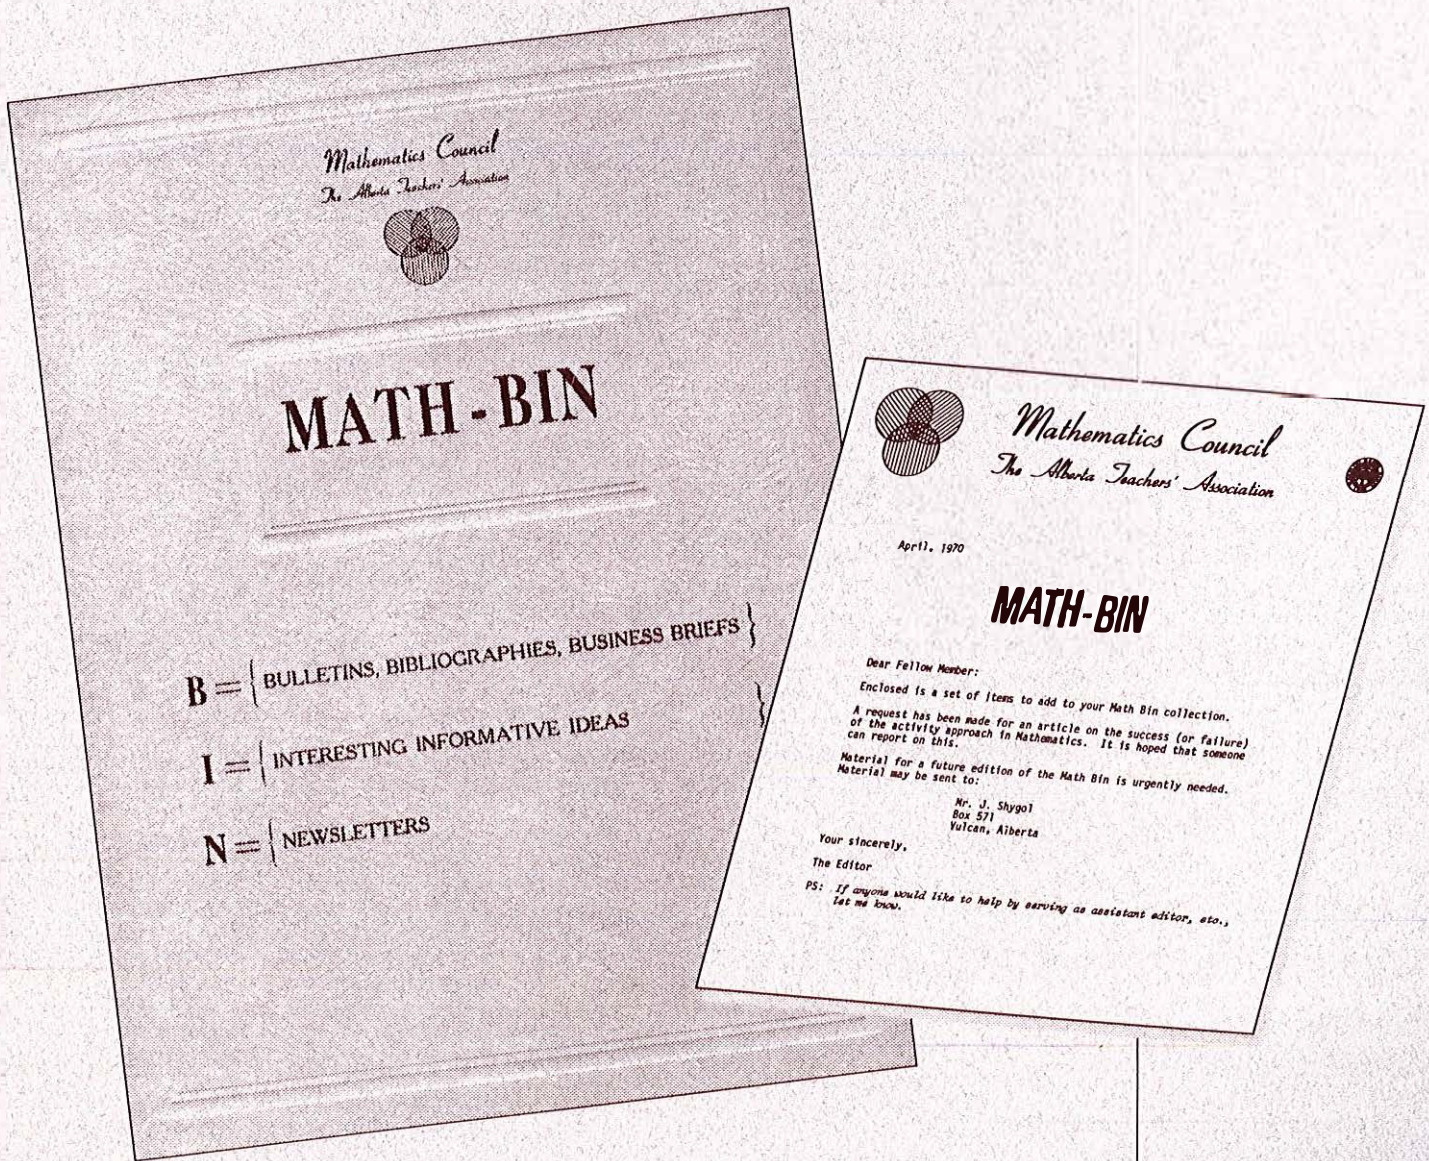 Mathematics Council
The Alberta Teachers' Association
MATH-BIN
B = { BULLETINS, BIBLIOGRAPHIES, BUSINESS BRIEFS }
I = { INTERESTING INFORMATIVE IDEAS }
N = { NEWSLETTERS
Mathematics Council
The Alberta Teachers' Association
April, 1970
MATH-BIN
Dear Fellow Member:
Enclosed is a set of items to add to your Math Bin collection.
A request has been made for an article on the success (or failure)
of the activity approach in Mathematics. It is hoped that someone
can report on this.
Material for a future edition of the Math Bin is urgently needed.
Material may be sent to:
Mr. J. Shygol
Box 571
Vulcan, Alberta
Your sincerely,
The Editor
PS: If anyone would like to help by serving as assistant editor, etc.,
let me know.